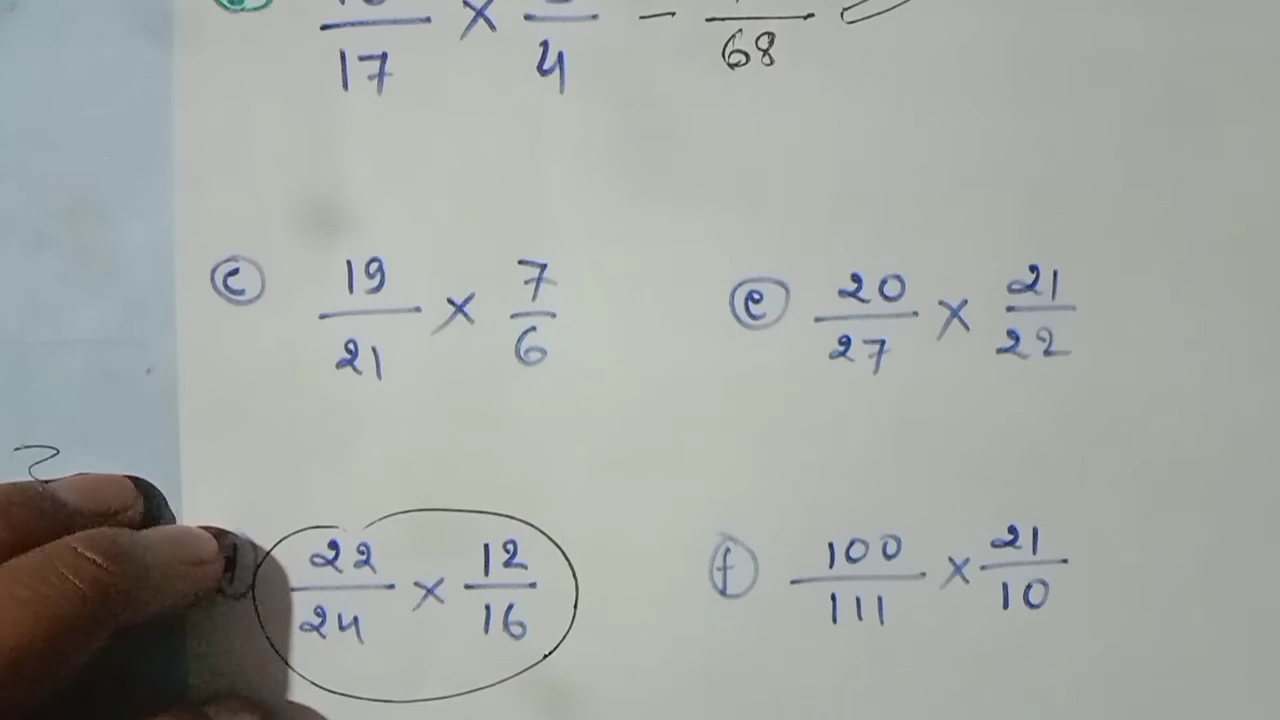 17 × 4 - 68
c 19/21 × 7/6
e 20/27 × 21/22
22/24 × 12/16
f 100/111 × 21/10